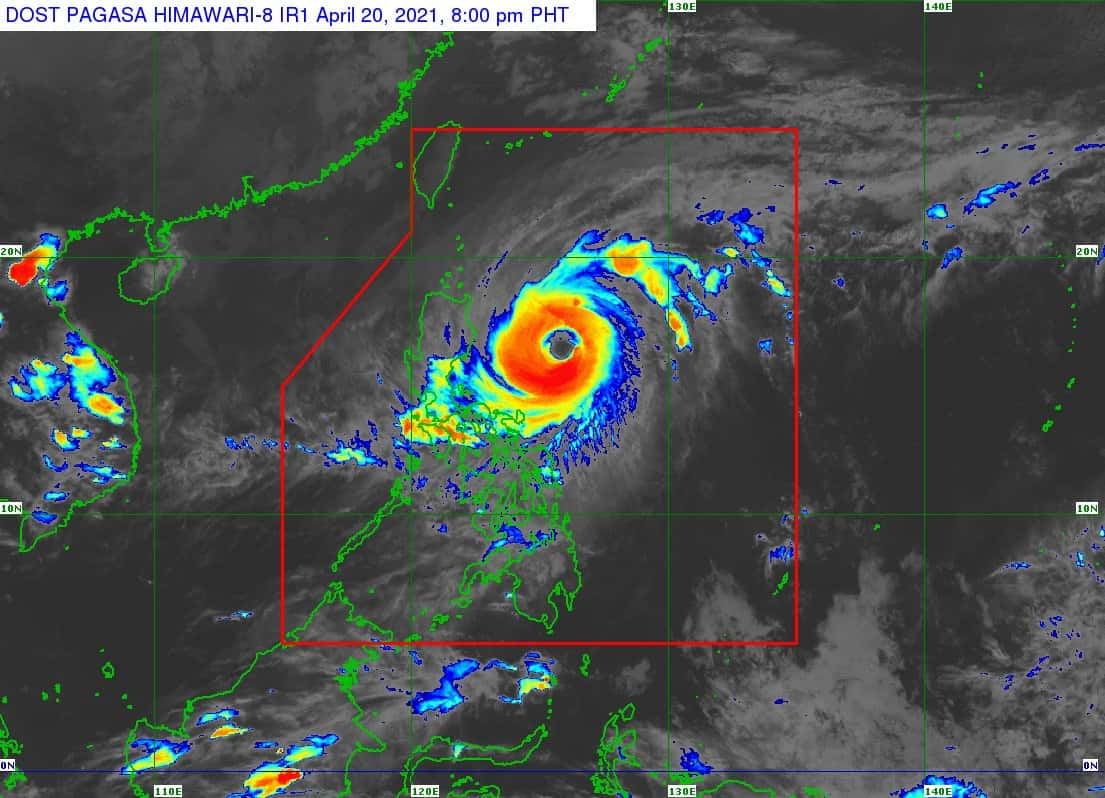 DOST PAGASA HIMAWARI-8 IR1 April 20, 2021, 8:00 pm PHT
130E
140E
20N
20N
10N
10N
0N
0N
110E
120E
130E
140E